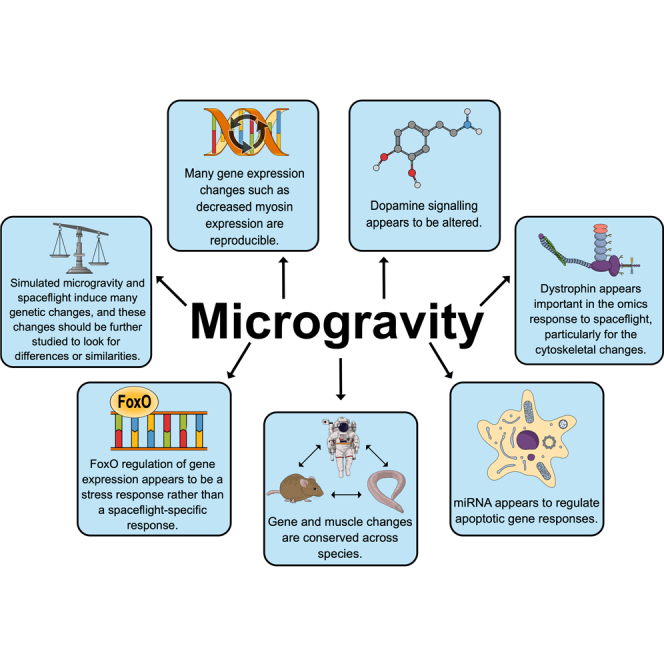 Many gene expression
changes such as
decreased myosin
expression are
reproducible.
Dopamine signalling
appears to be altered.
Simulated microgravity and
spaceflight induce many
genetic changes, and these
changes should be further
studied to look for
differences or similarities.
Microgravity
Dystrophin appears
important in the omics
response to spaceflight,
particularly for the
cytoskeletal changes.
FoxO
FoxO regulation of gene
expression appears to be a
stress response rather than
a spaceflight-specific
response.
Gene and muscle changes
are conserved across
species.
miRNA appears to regulate
apoptotic gene responses.